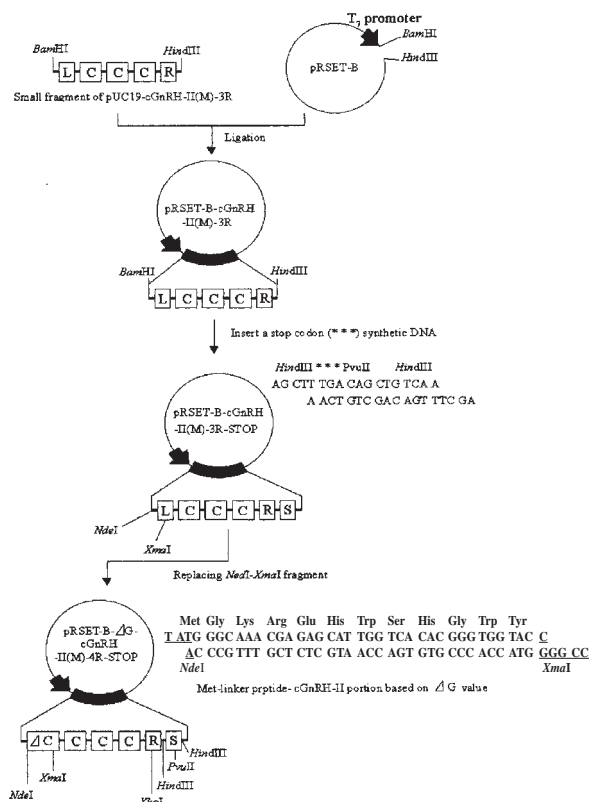 T7 promoter
BamHI
HindIII
pRSET-B
BamHI
HindIII
L C C C R
Small fragment of pUC19-cGnRH-II(M)-3R
Ligation
pRSET-B-cGnRH
-II(M)-3R
BamHI
HindIII
L C C C R
Insert a stop codon (***) synthetic DNA
HindIII *** PvuII HindIII
AG CTT TGA CAG CTG TCA A
A ACT GTC GAC AGT TTC GA
pRSET-B-cGnRH
-II(M)-3R-STOP
L C C C R S
NdeI
XmaI
Replacing NedI-XmaI fragment
pRSET-B-ΔG-
cGnRH
-II(M)-4R-STOP
Met Gly Lys Arg Glu His Trp Ser His Gly Trp Tyr
T ATG GGC AAA CGA GAG CAT TGG TCA CAC GGG TGG TAC C
AC CCG TTT GCT CTC GTA ACC AGT GTG CCC ACC ATG GGG CC
NdeI XmaI
Met-linker prptide- cGnRH-II portion based on ΔG value
ΔC C C C R S
HindIII
PvuII
XmaI
HindIII
NdeI
XhoI